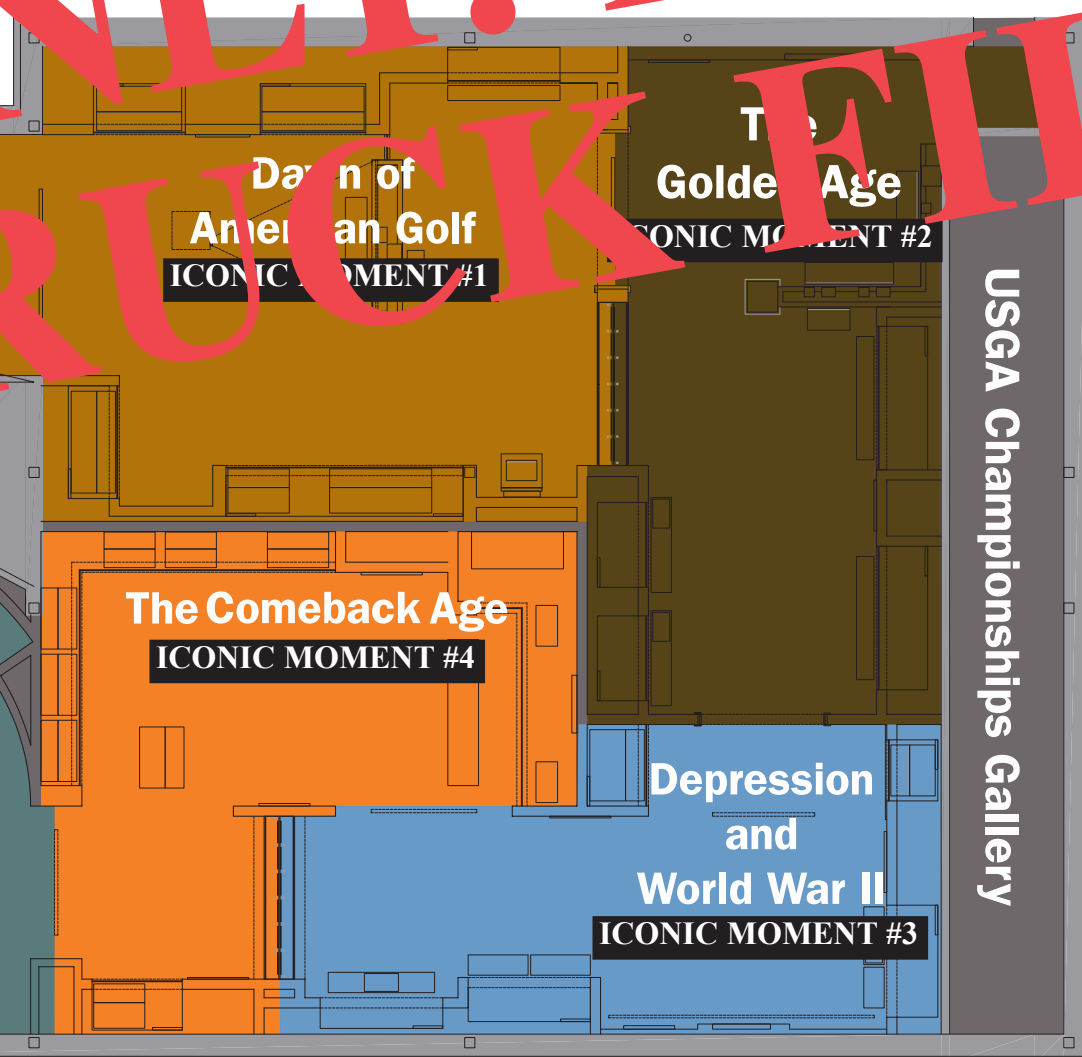 Dawn of
American Golf
ICONIC MOMENT #1
The
Golden Age
ICONIC MOMENT #2
The Comeback Age
ICONIC MOMENT #4
Depression
and
World War II
ICONIC MOMENT #3
USGA Championships Gallery